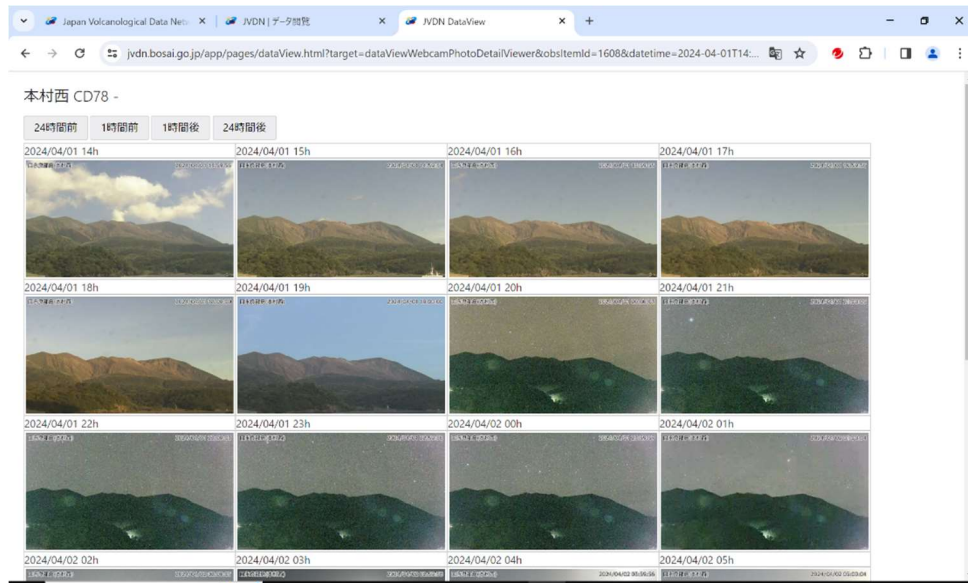 Japan Volcanological Data Netw
JVDN | データ閲覧
JVDN DataView
jvdn.bosai.go.jp/app/pages/dataView.html?target=dataViewWebcamPhotoDetailViewer&obsItemId=1608&datetime=2024-04-01T14:...
本村西 CD78 -
24時間前 1時間前 1時間後 24時間後
2024/04/01 14h 2024/04/01 15h 2024/04/01 16h 2024/04/01 17h
2024/04/01 18h 2024/04/01 19h 2024/04/01 20h 2024/04/01 21h
2024/04/01 22h 2024/04/01 23h 2024/04/02 00h 2024/04/02 01h
2024/04/02 02h 2024/04/02 03h 2024/04/02 04h 2024/04/02 05h